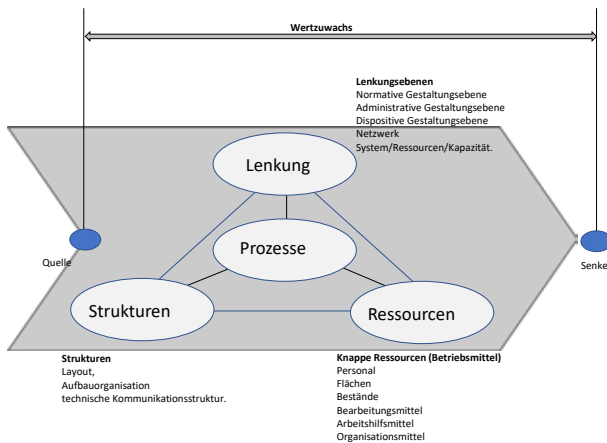 Wertzuwachs
Lenkungsebenen
Normative Gestaltungsebene
Administrative Gestaltungsebene
Dispositive Gestaltungsebene
Netzwerk
System/Ressourcen/Kapazität.
Lenkung
Prozesse
Quelle
Senke
Strukturen
Ressourcen
Strukturen
Layout,
Aufbauorganisation
technische Kommunikationsstruktur.
Knappe Ressourcen (Betriebsmittel)
Personal
Flächen
Bestände
Bearbeitungsmittel
Arbeitshilfsmittel
Organisationsmittel